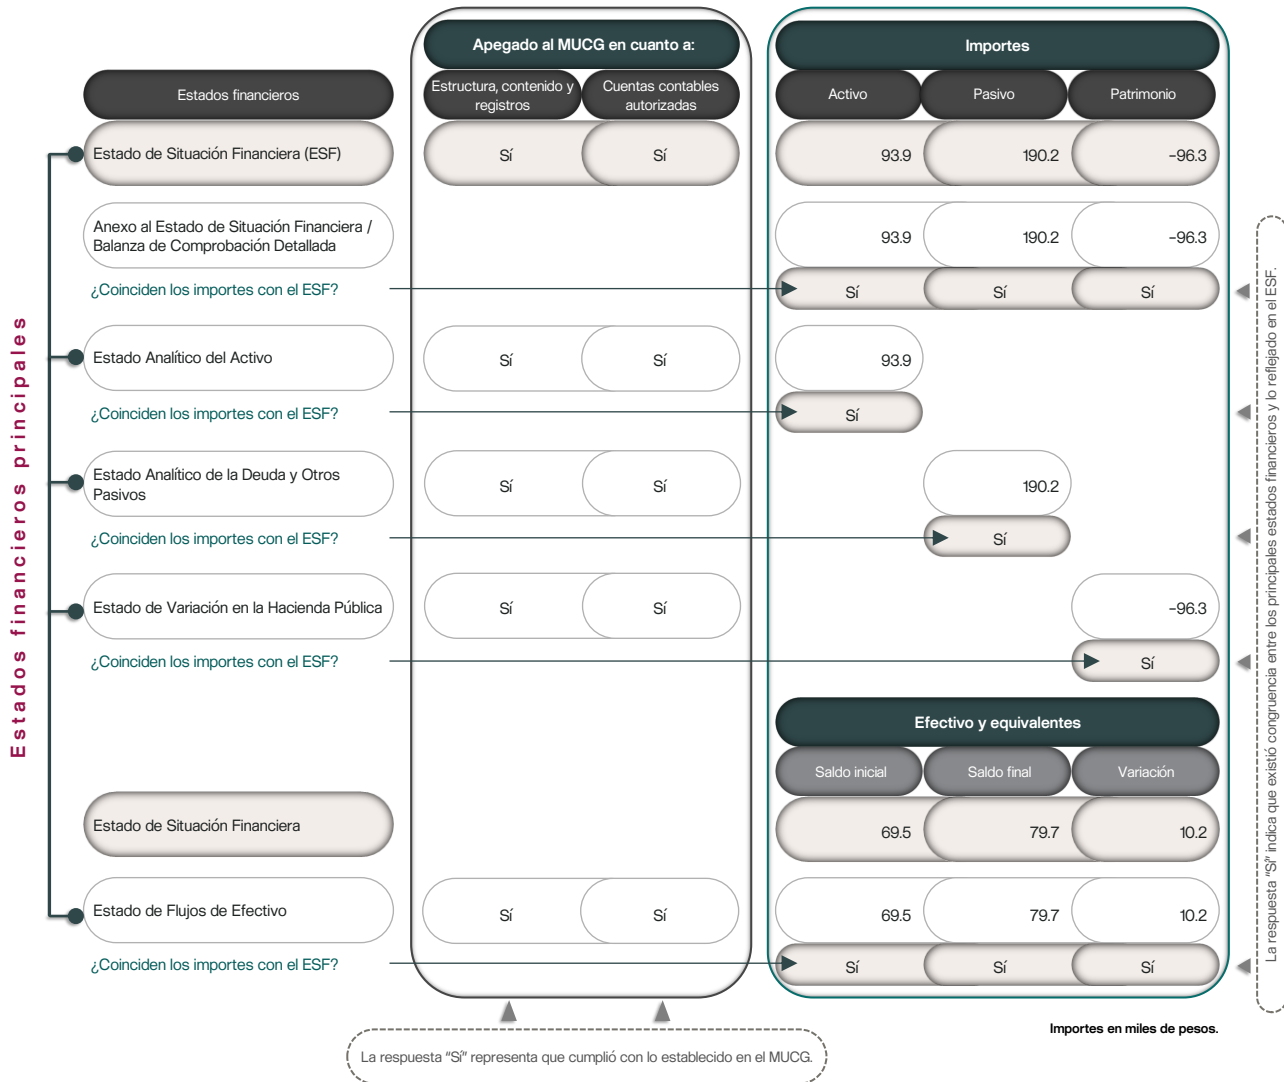 Apegado al MUCG en cuanto a:
Importes
Estados financieros
Estructura, contenido y
registros
Cuentas contables
autorizadas
Activo
Pasivo
Patrimonio
Estado de Situación Financiera (ESF)
Sí
Sí
93.9
190.2
-96.3
Anexo al Estado de Situación Financiera /
Balanza de Comprobación Detallada
93.9
190.2
-96.3
¿Coinciden los importes con el ESF?
Sí
Sí
Sí
Estado Analítico del Activo
Sí
Sí
93.9
¿Coinciden los importes con el ESF?
Sí
Estado Analítico de la Deuda y Otros
Pasivos
Sí
Sí
190.2
¿Coinciden los importes con el ESF?
Sí
Estado de Variación en la Hacienda Pública
Sí
Sí
-96.3
¿Coinciden los importes con el ESF?
Sí
Efectivo y equivalentes
Saldo inicial
Saldo final
Variación
Estado de Situación Financiera
69.5
79.7
10.2
Estado de Flujos de Efectivo
Sí
Sí
69.5
79.7
10.2
¿Coinciden los importes con el ESF?
Sí
Sí
Sí
Importes en miles de pesos.
La respuesta "Sí" representa que cumplió con lo establecido en el MUCG.
Estados financieros principales
La respuesta "Sí" indica que existió congruencia entre los principales estados financieros y lo reflejado en el ESF.